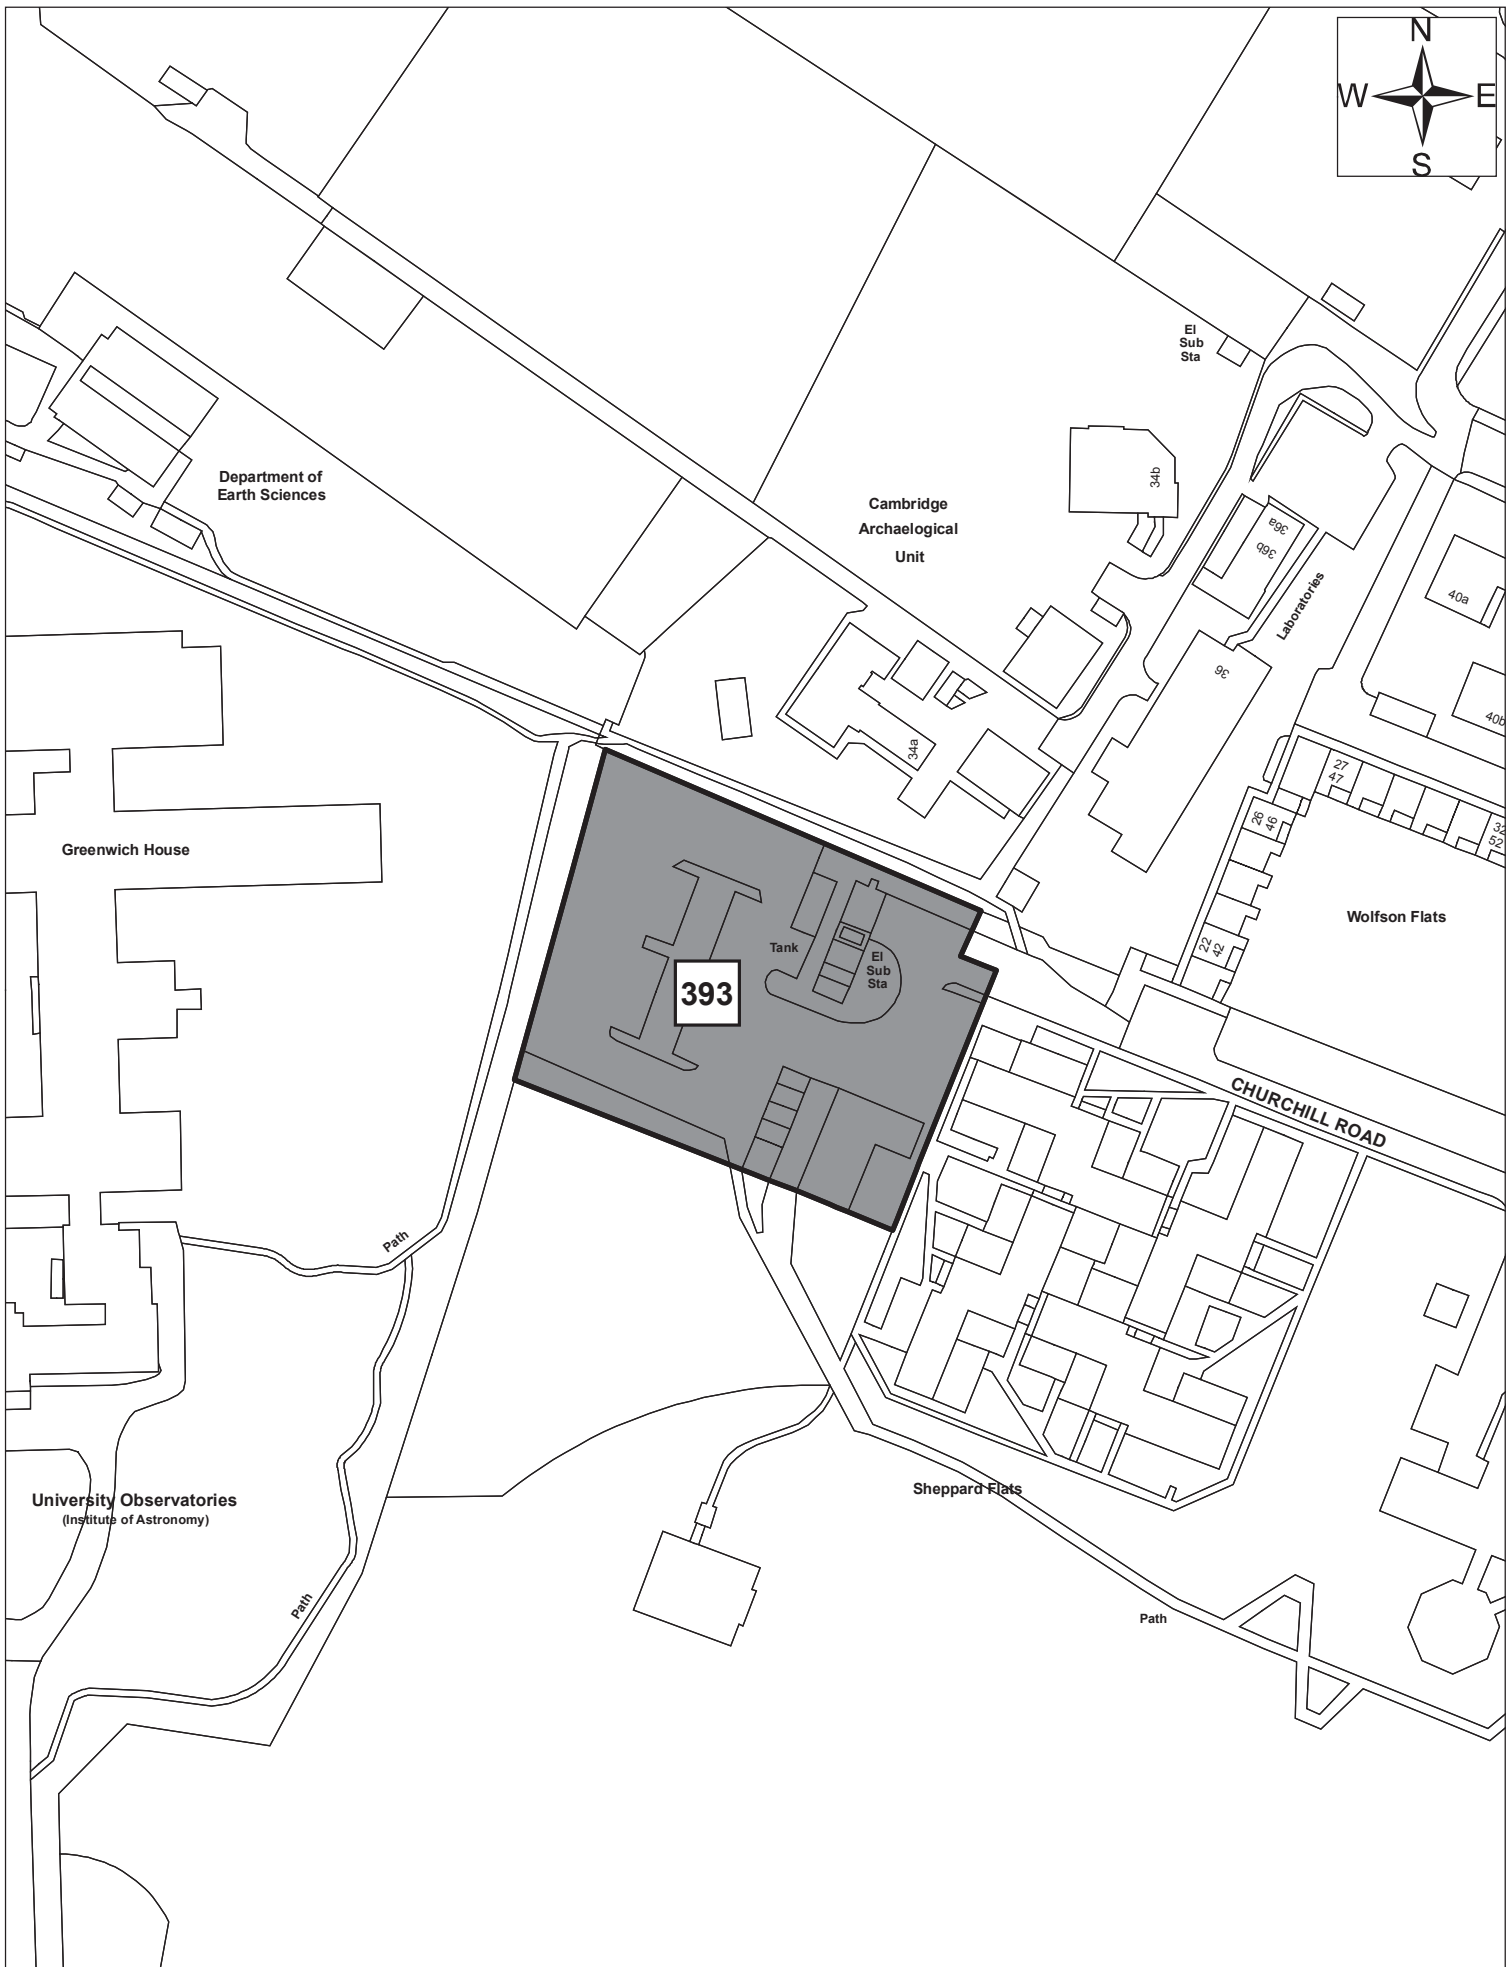 N
W E
S
El
Sub
Sta
34b
Department of
Earth Sciences
Cambridge
Archaelogical
Unit
36a
36b
Laboratories
40a
36
40b
34a
27
47
26
46
32
52
Greenwich House
Wolfson Flats
22
42
Tank
El
Sub
Sta
393
CHURCHILL ROAD
Path
University Observatories
(Institute of Astronomy)
Sheppard Flats
Path
Path